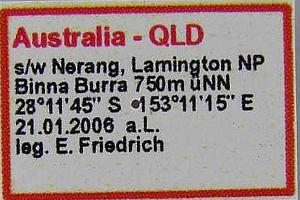 Australia - QLD
s/w Nerang, Lamington NP
Binna Burra 750m üNN
28°11'45" S •153°11'15" E
21.01.2006 a.L.
leg. E. Friedrich